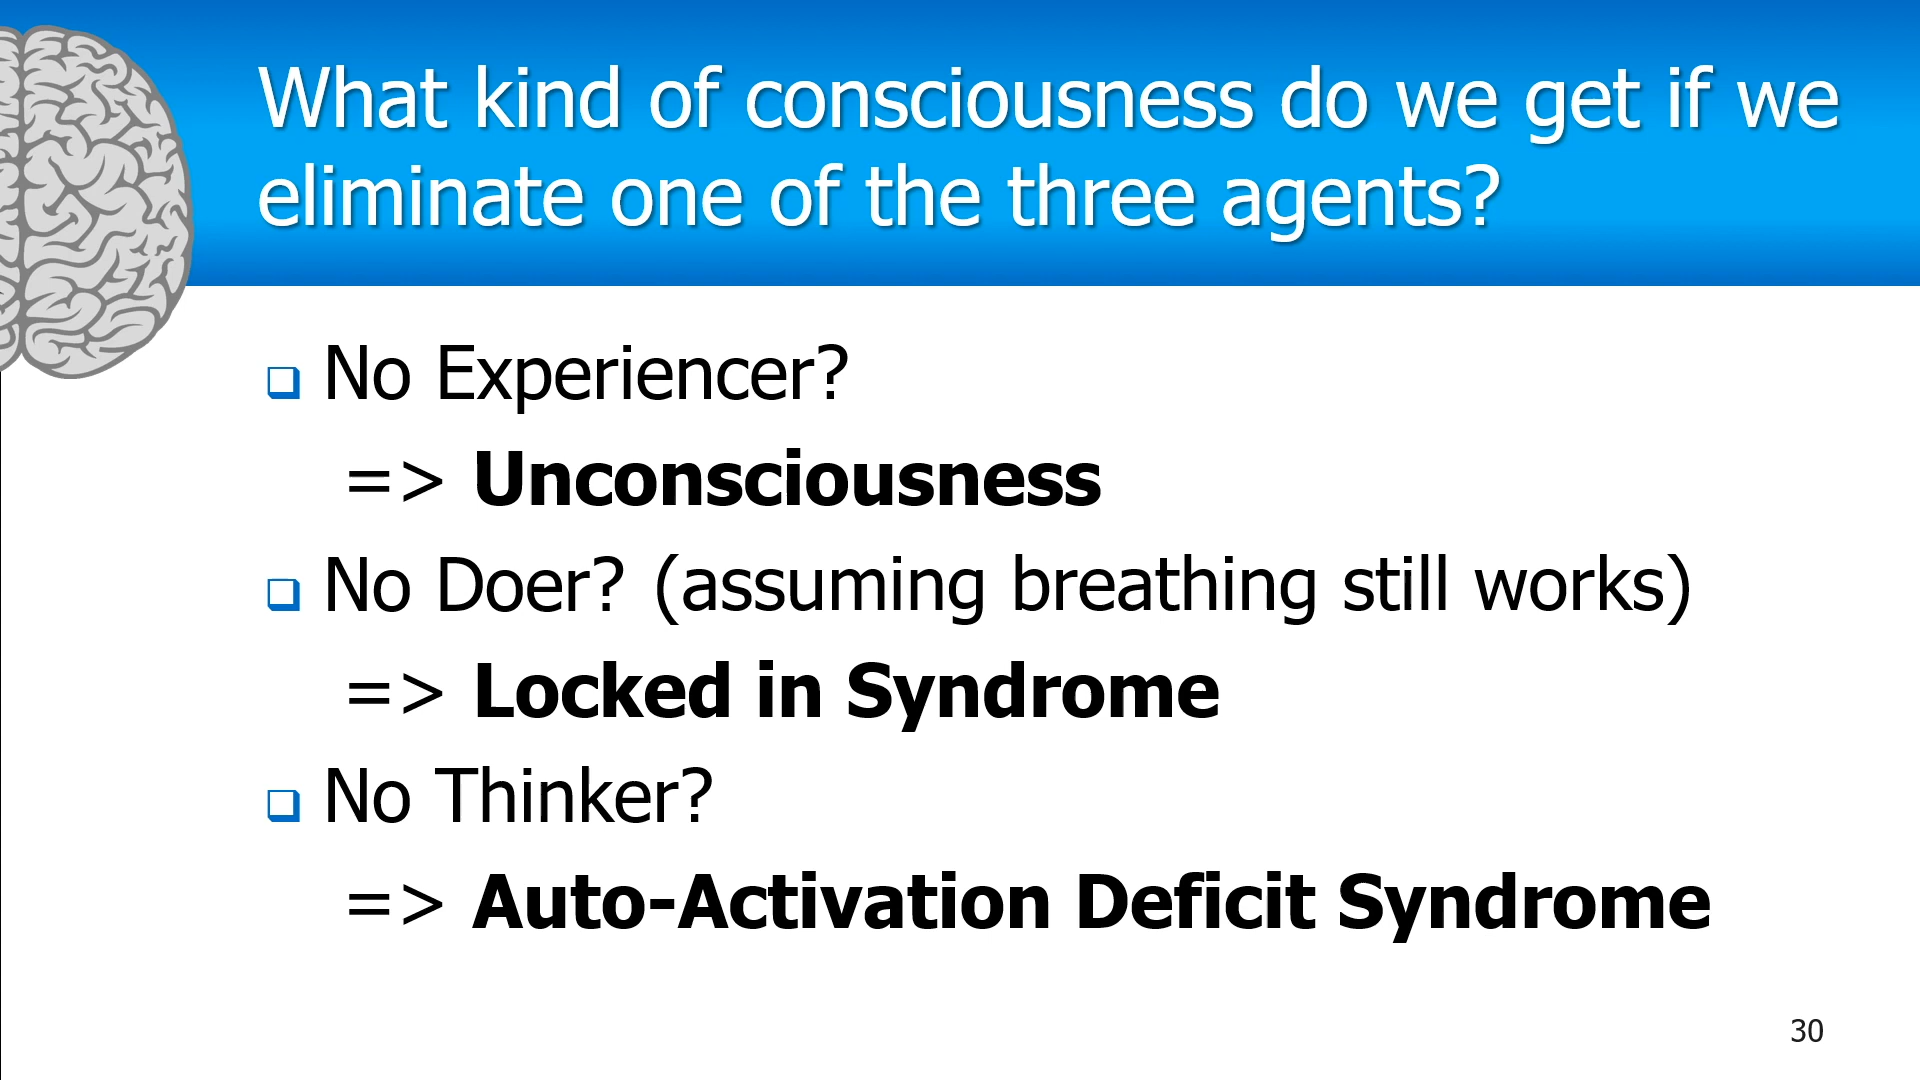 What kind of consciousness do we get if we
eliminate one of the three agents?
No Experiencer?
=> Unconsciousness
No Doer? (assuming breathing still works)
=> Locked in Syndrome
No Thinker?
=> Auto-Activation Deficit Syndrome
30